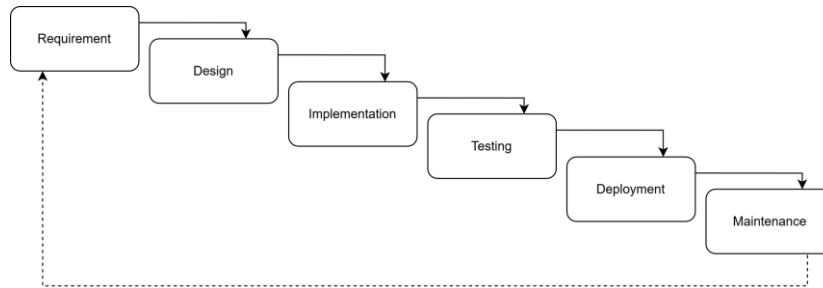 Requirement
Design
Implementation
Testing
Deployment
Maintenance